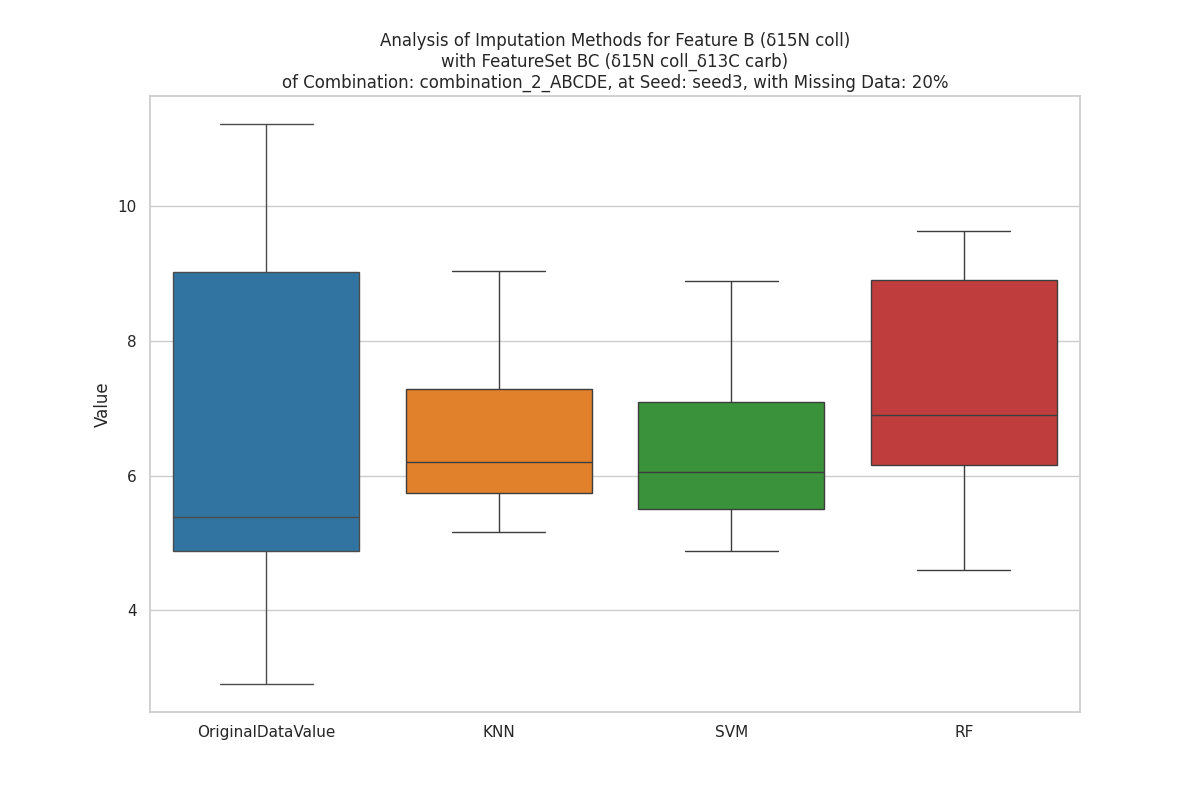 Analysis of Imputation Methods for Feature B (δ15N coll)
with FeatureSet BC (δ15N coll_δ13C carb)
of Combination: combination_2_ABCDE, at Seed: seed3, with Missing Data: 20%
10
8
6
4
Value
OriginalDataValue
KNN
SVM
RF